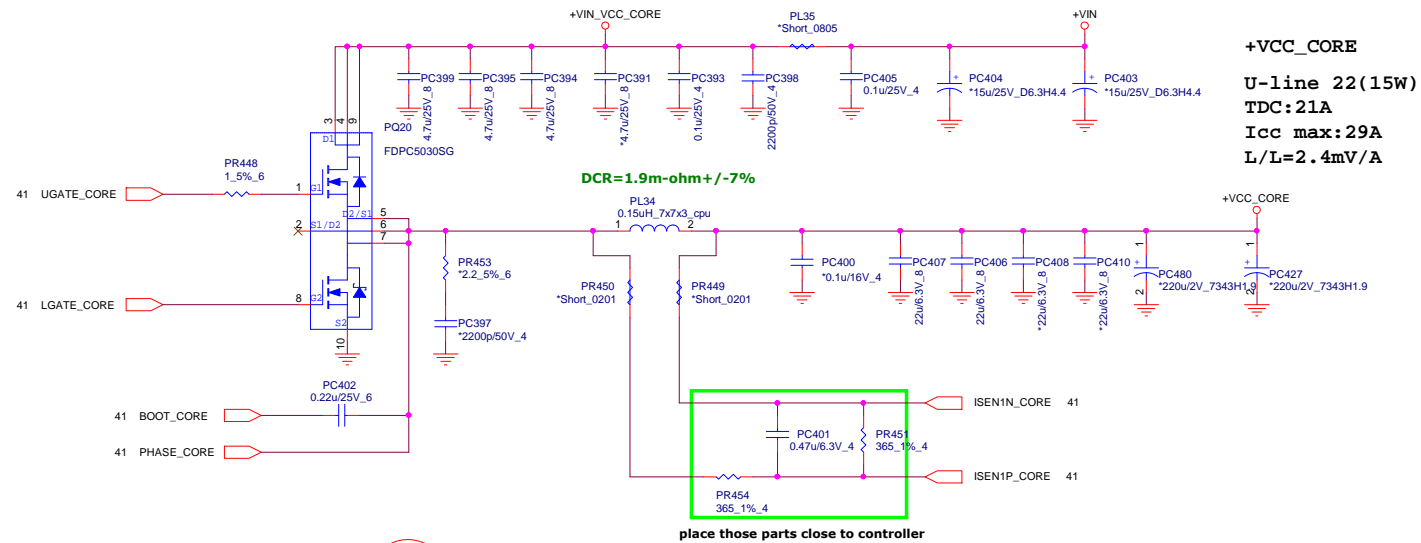 +VIN_VCC_CORE
PL35
*Short_0805
+VIN
+VCC_CORE
U-line 22(15W)
TDC:21A
Icc max:29A
L/L=2.4mV/A
PC399
4.7u/25V_8
PC395
4.7u/25V_8
PC394
4.7u/25V_8
PC391
*4.7u/25V_8
PC393
0.1u/25V_4
PC398
2200p/50V_4
PC405
0.1u/25V_4
+
PC404
*15u/25V_D6.3H4.4
+
PC403
*15u/25V_D6.3H4.4
3
4
9
D1
PQ20
FDPC5030SG
PR448
1_5%_6
41 UGATE_CORE
1
G1
D2/S1
5
2
S1/D2
6
7
41 LGATE_CORE
8
G2
S2
10
DCR=1.9m-ohm+/-7%
PL34
0.15uH_7x7x3_cpu
1
2
+VCC_CORE
PR453
*2.2_5%_6
PC397
*2200p/50V_4
PR450
*Short_0201
PR449
*Short_0201
PC400
*0.1u/16V_4
PC407
22u/6.3V_8
PC406
22u/6.3V_8
PC408
*22u/6.3V_8
PC410
*22u/6.3V_8
1
+
PC480
*220u/2V_7343H1.9
2
1
+
PC427
*220u/2V_7343H1.9
2
PC402
0.22u/25V_6
41 BOOT_CORE
41 PHASE_CORE
ISEN1N_CORE 41
PC401
0.47u/6.3V_4
PR451
365_1%_4
ISEN1P_CORE 41
PR454
365_1%_4
place those parts close to controller